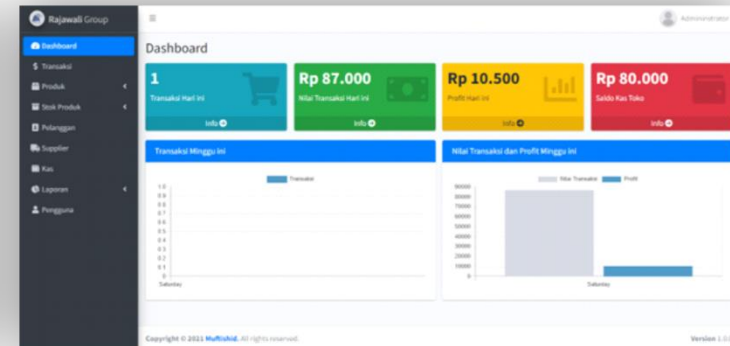 Rajawali Group
Administrator
Dashboard
$ Transaksi
Produk
Stok Produk
Pelanggan
Supplier
Kas
Laporan
Pengguna
Dashboard
1
Transaksi Hari Ini
Info
Rp 87.000
Nilai Transaksi Hari Ini
Info
Rp 10.500
Profit Hari Ini
Info
Rp 80.000
Saldo Kas Toko
Info
Transaksi Minggu Ini
Transaksi
1.0
0.9
0.8
0.7
0.6
0.5
0.4
0.3
0.2
0.1
0
Saturday
Nilai Transaksi dan Profit Minggu Ini
Nilai Transaksi Profit
90000
80000
70000
60000
50000
40000
30000
20000
10000
0
Saturday
Copyright © 2021 Muftishid. All rights reserved.
Version